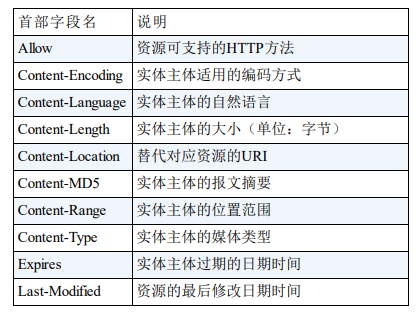 首部字段名 说明
Allow 资源可支持的HTTP方法
Content-Encoding 实体主体适用的编码方式
Content-Language 实体主体的自然语言
Content-Length 实体主体的大小（单位：字节）
Content-Location 替代对应资源的URI
Content-MD5 实体主体的报文摘要
Content-Range 实体主体的位置范围
Content-Type 实体主体的媒体类型
Expires 实体主体过期的日期时间
Last-Modified 资源的最后修改日期时间